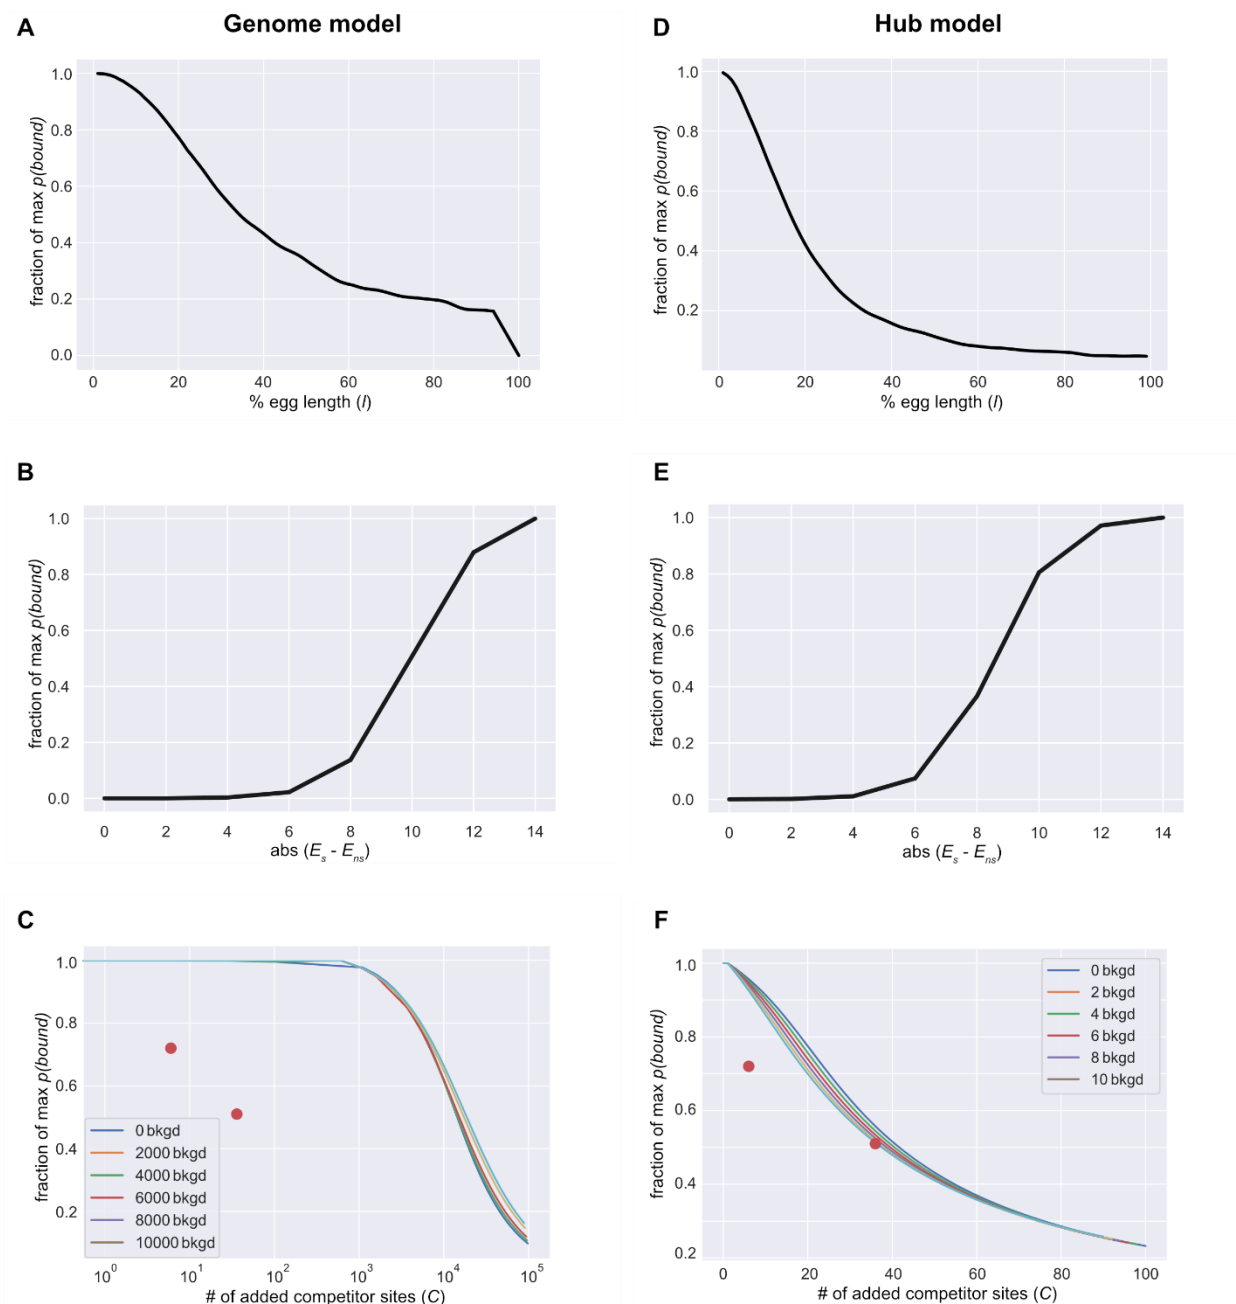 A
Genome model
1.0
0.8
0.6
0.4
0.2
0.0
fraction of max p(bound)
0 20 40 60 80 100
% egg length (l)
D
Hub model
1.0
0.8
0.6
0.4
0.2
fraction of max p(bound)
0 20 40 60 80 100
% egg length (l)
B
1.0
0.8
0.6
0.4
0.2
0.0
fraction of max p(bound)
0 2 4 6 8 10 12 14
abs (Es - Ens)
E
1.0
0.8
0.6
0.4
0.2
0.0
fraction of max p(bound)
0 2 4 6 8 10 12 14
abs (Es - Ens)
C
1.0
0.8
0.6
0.4
0.2
fraction of max p(bound)
0 bkgd
2000 bkgd
4000 bkgd
6000 bkgd
8000 bkgd
10000 bkgd
10^0 10^1 10^2 10^3 10^4 10^5
# of added competitor sites (C)
F
1.0
0.8
0.6
0.4
0.2
fraction of max p(bound)
0 bkgd
2 bkgd
4 bkgd
6 bkgd
8 bkgd
10 bkgd
0 20 40 60 80 100
# of added competitor sites (C)